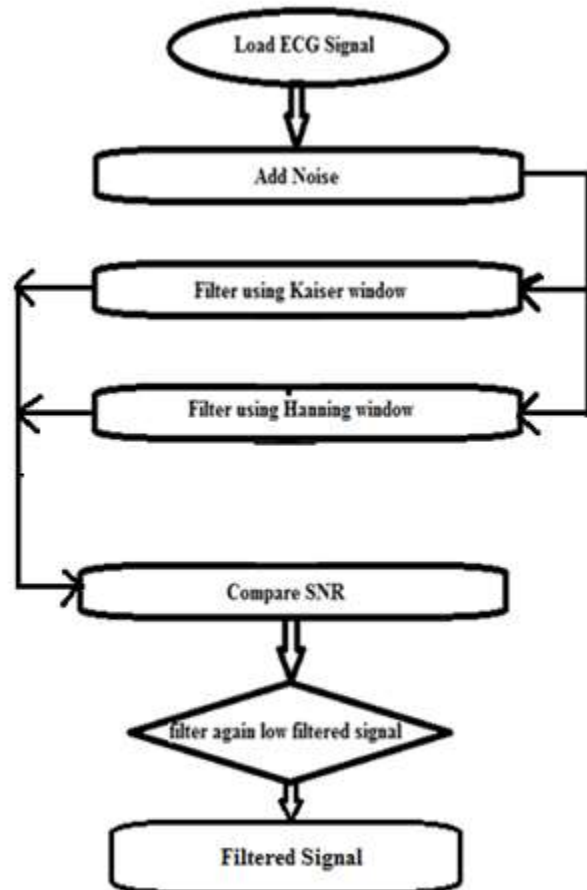 Load ECG Signal
Add Noise
Filter using Kaiser window
Filter using Hanning window
Compare SNR
filter again low filtered signal
Filtered Signal